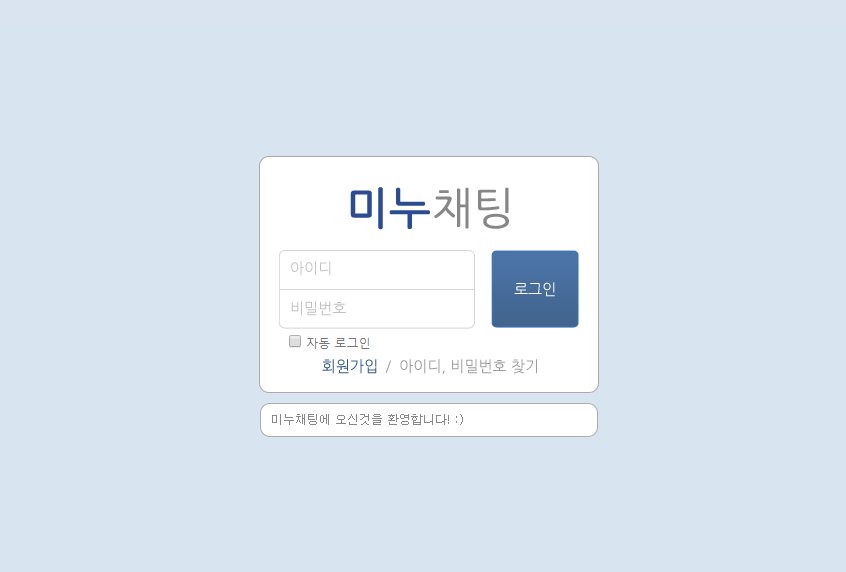 미누채팅
아이디
비밀번호
로그인
자동 로그인
회원가입 / 아이디, 비밀번호 찾기
미누채팅에 오신것을 환영합니다! :)